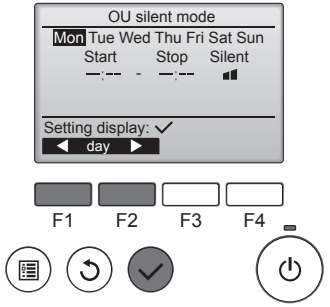 OU silent mode
Mon Tue Wed Thu Fri Sat Sun
Start Stop Silent
--:-- - --:--
Setting display: ✓
◀ day ▶
F1 F2 F3 F4